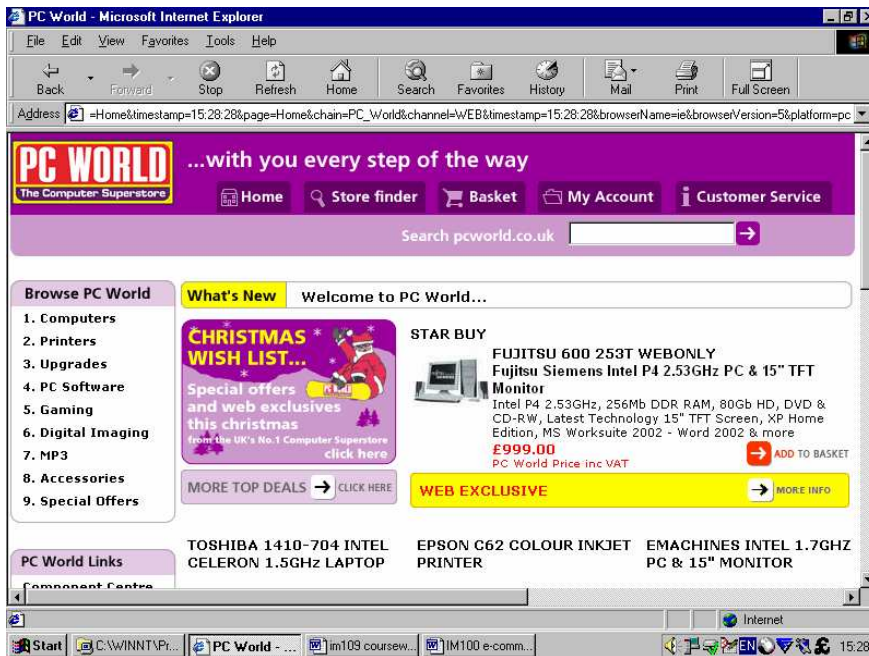 PC World - Microsoft Internet Explorer
File Edit View Favorites Tools Help
Back Forward Stop Refresh Home Search Favorites History Mail Print Full Screen
Address =Home&timestamp=15:28:28&page=Home&chain=PC_World&channel=WEB&timestamp=15:28:28&browserName=ie&browserVersion=5&platform=pc
PC WORLD
The Computer Superstore
...with you every step of the way
Home Store finder Basket My Account Customer Service
Search pcworld.co.uk
Browse PC World
1. Computers
2. Printers
3. Upgrades
4. PC Software
5. Gaming
6. Digital Imaging
7. MP3
8. Accessories
9. Special Offers
PC World Links
Component Centre
What's New Welcome to PC World...
CHRISTMAS
WISH LIST...
Special offers
and web exclusives
this christmas
from the UK's No.1 Computer Superstore
click here
MORE TOP DEALS CLICK HERE
STAR BUY
FUJITSU 600 253T WEBONLY
Fujitsu Siemens Intel P4 2.53GHz PC & 15" TFT
Monitor
Intel P4 2.53GHz, 256Mb DDR RAM, 80Gb HD, DVD &
CD-RW, Latest Technology 15" TFT Screen, XP Home
Edition, MS Worksuite 2002 - Word 2002 & more
£999.00
PC World Price inc VAT
ADD TO BASKET
WEB EXCLUSIVE MORE INFO
TOSHIBA 1410-704 INTEL
CELERON 1.5GHz LAPTOP
EPSON C62 COLOUR INKJET
PRINTER
EMACHINES INTEL 1.7GHZ
PC & 15" MONITOR
Internet
Start C:\WINNT\Pr... PC World - ... im109 coursew... IM100 e-comm... EN 15:28